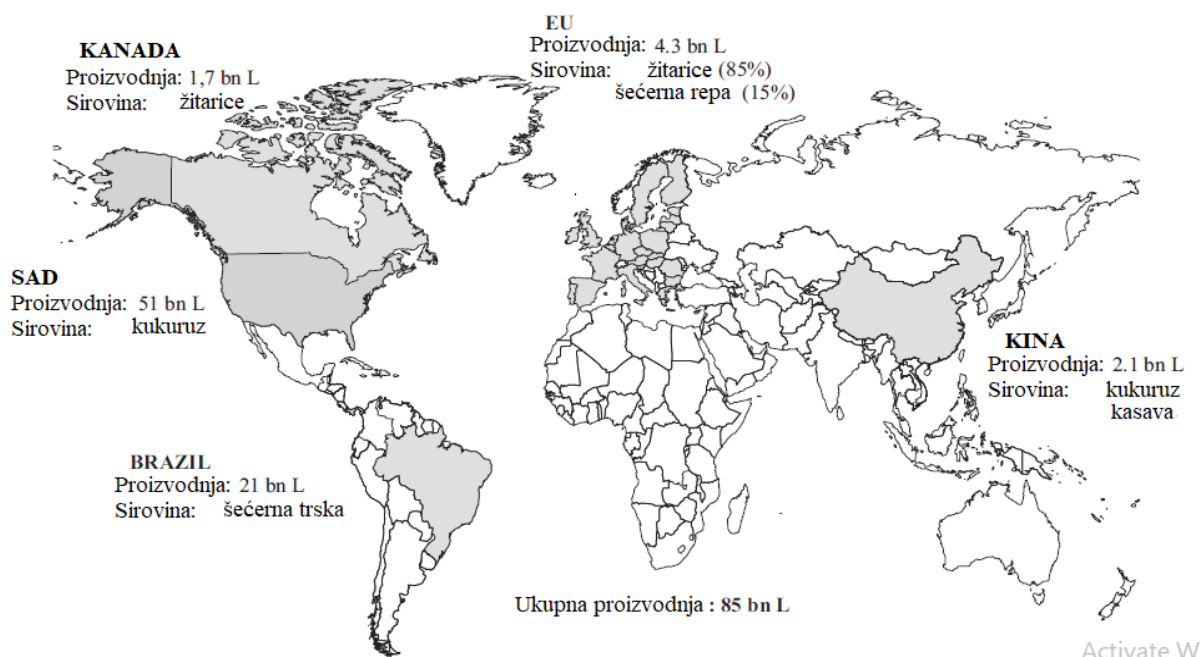 EU
Proizvodnja: 4.3 bn L
Sirovina: žitarice (85%)
šećerna repa (15%)
KANADA
Proizvodnja: 1,7 bn L
Sirovina: žitarice
SAD
Proizvodnja: 51 bn L
Sirovina: kukuruz
KINA
Proizvodnja: 2.1 bn L
Sirovina: kukuruz
kasava
BRAZIL
Proizvodnja: 21 bn L
Sirovina: šećerna trska
Ukupna proizvodnja : 85 bn L
Activate W